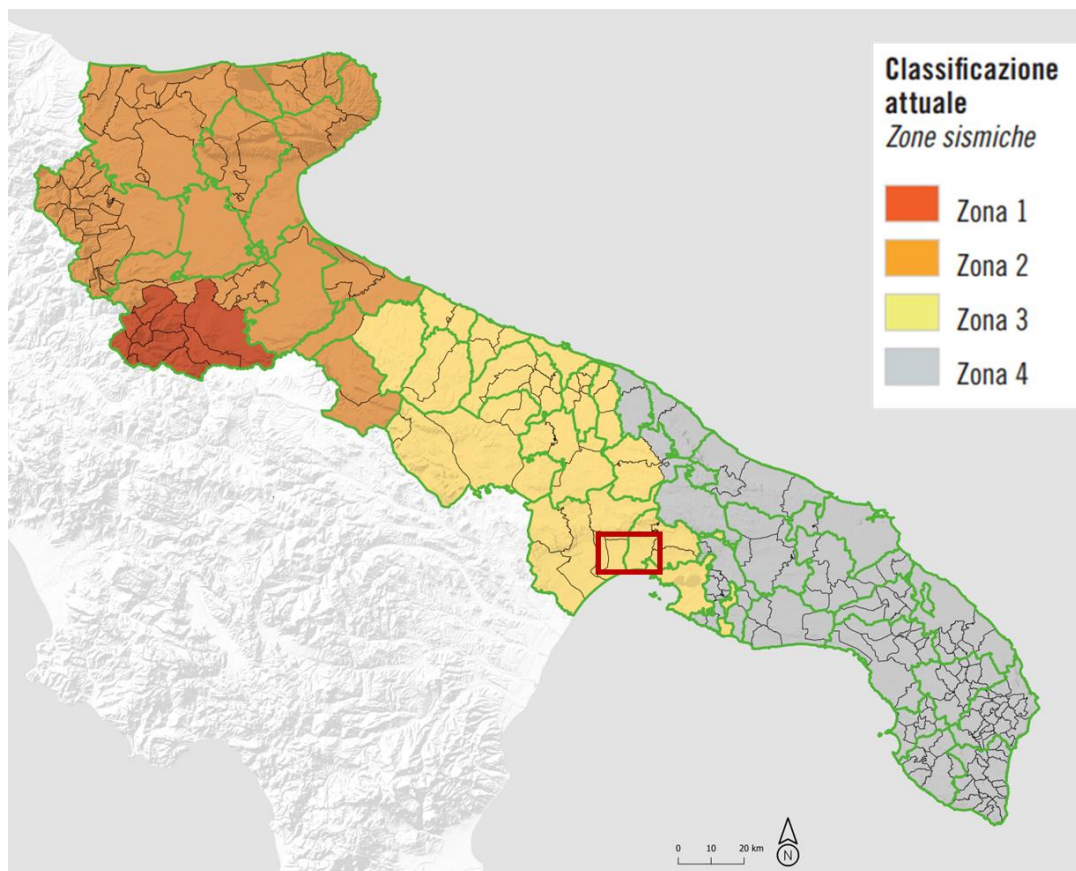 Classificazione
attuale
Zone sismiche
Zona 1
Zona 2
Zona 3
Zona 4
0 10 20 km
N